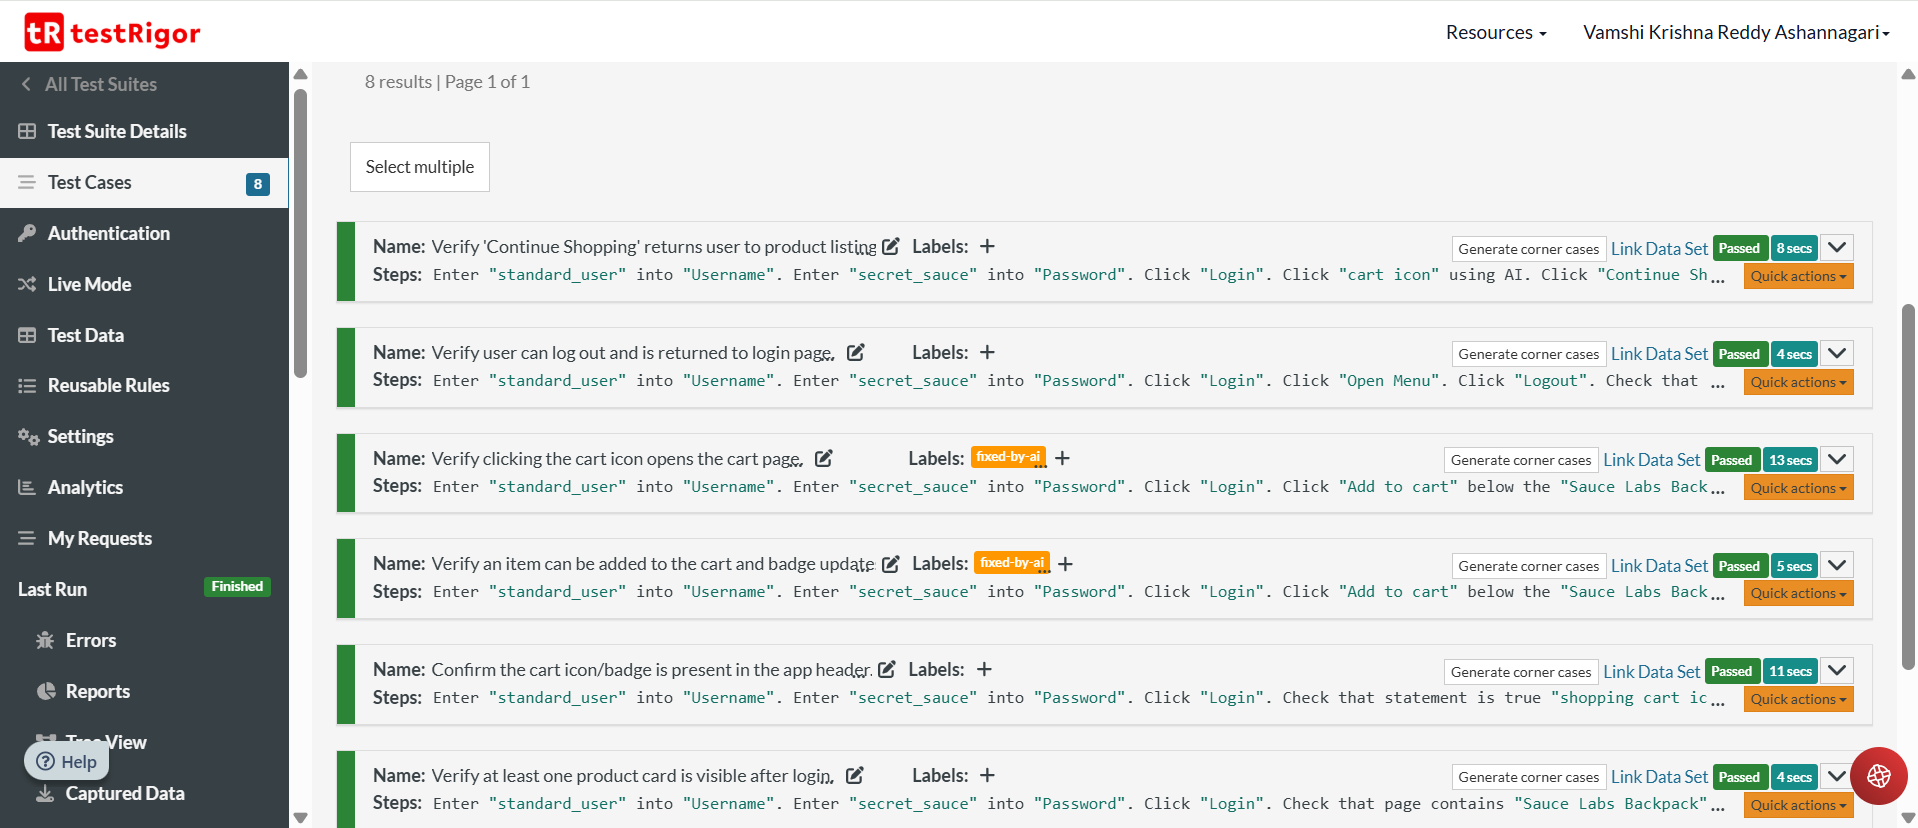 tR testRigor
Resources
Vamshi Krishna Reddy Ashannagari
All Test Suites
Test Suite Details
Test Cases 8
Authentication
Live Mode
Test Data
Reusable Rules
Settings
Analytics
My Requests
Last Run Finished
Errors
Reports
Tree View
Help
Captured Data
8 results | Page 1 of 1
Select multiple
Name: Verify 'Continue Shopping' returns user to product listing... Labels: + Generate corner cases Link Data Set Passed 8 secs
Steps: Enter "standard_user" into "Username". Enter "secret_sauce" into "Password". Click "Login". Click "cart icon" using AI. Click "Continue Sh... Quick actions
Name: Verify user can log out and is returned to login page. Labels: + Generate corner cases Link Data Set Passed 4 secs
Steps: Enter "standard_user" into "Username". Enter "secret_sauce" into "Password". Click "Login". Click "Open Menu". Click "Logout". Check that ... Quick actions
Name: Verify clicking the cart icon opens the cart page. Labels: fixed-by-ai... + Generate corner cases Link Data Set Passed 13 secs
Steps: Enter "standard_user" into "Username". Enter "secret_sauce" into "Password". Click "Login". Click "Add to cart" below the "Sauce Labs Back... Quick actions
Name: Verify an item can be added to the cart and badge update... Labels: fixed-by-ai... + Generate corner cases Link Data Set Passed 5 secs
Steps: Enter "standard_user" into "Username". Enter "secret_sauce" into "Password". Click "Login". Click "Add to cart" below the "Sauce Labs Back... Quick actions
Name: Confirm the cart icon/badge is present in the app header. Labels: + Generate corner cases Link Data Set Passed 11 secs
Steps: Enter "standard_user" into "Username". Enter "secret_sauce" into "Password". Click "Login". Check that statement is true "shopping cart ic... Quick actions
Name: Verify at least one product card is visible after login. Labels: + Generate corner cases Link Data Set Passed 4 secs
Steps: Enter "standard_user" into "Username". Enter "secret_sauce" into "Password". Click "Login". Check that page contains "Sauce Labs Backpack"... Quick actions